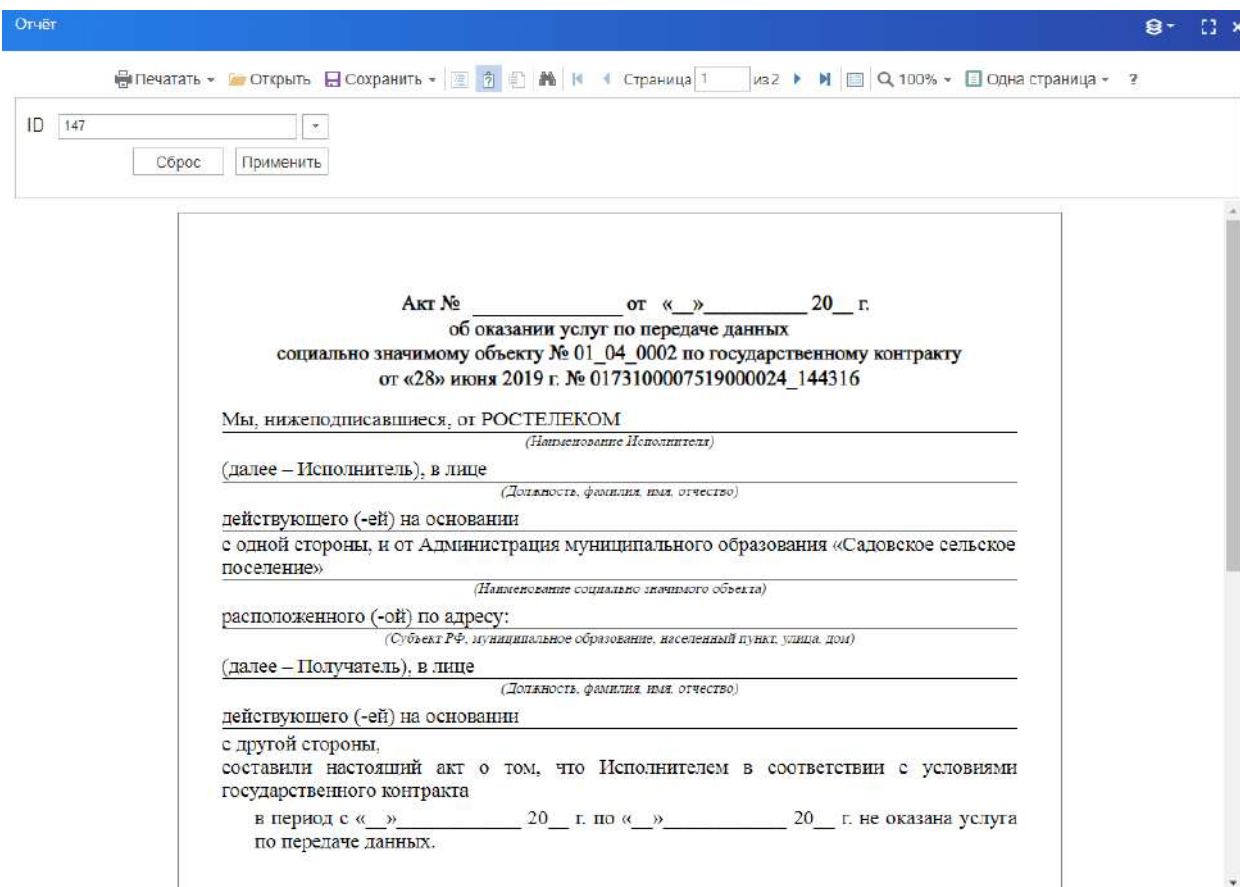 Отчёт
Печатать Открыть Сохранить Страница 1 из 2 100% Одна страница ?
ID 147
Сброс Применить
Акт № ______________ от «__»__________ 20__ г.
об оказании услуг по передаче данных
социально значимому объекту № 01_04_0002 по государственному контракту
от «28» июня 2019 г. № 0173100007519000024_144316
Мы, нижеподписавшиеся, от РОСТЕЛЕКОМ
(Наименование Исполнителя)
(далее – Исполнитель), в лице
(Должность, фамилия, имя, отчество)
действующего (-ей) на основании
с одной стороны, и от Администрация муниципального образования «Садовское сельское
поселение»
(Наименование социально значимого объекта)
расположенного (-ой) по адресу:
(Субъект РФ, муниципальное образование, населенный пункт, улица, дом)
(далее – Получатель), в лице
(Должность, фамилия, имя, отчество)
действующего (-ей) на основании
с другой стороны,
составили настоящий акт о том, что Исполнителем в соответствии с условиями
государственного контракта
в период с «__»____________ 20__ г. по «__»____________ 20__ г. не оказана услуга
по передаче данных.